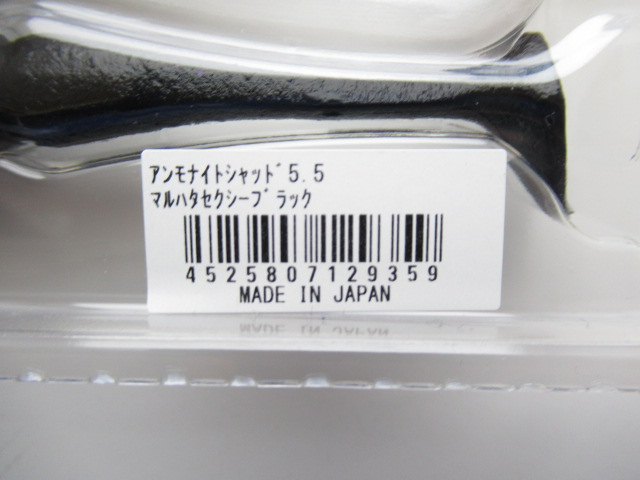 ｱﾝﾓﾅｲﾄｼｬｯﾄﾞ5.5
ﾏﾙﾊﾀｾｸｼｰﾌﾞﾗｯｸ
4525807129359
MADE IN JAPAN